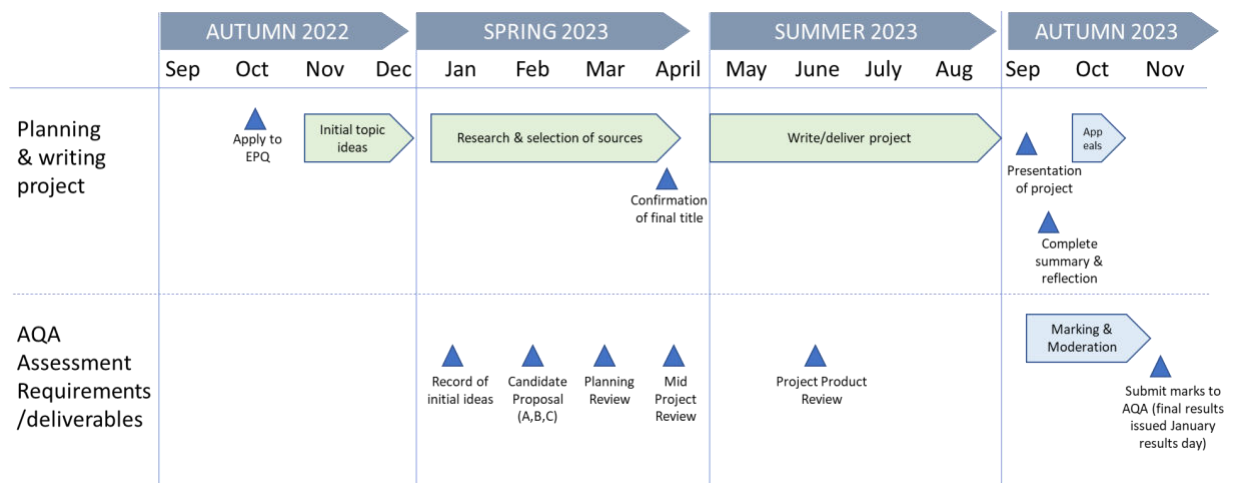 AUTUMN 2022
SPRING 2023
SUMMER 2023
AUTUMN 2023
Sep Oct Nov Dec Jan Feb Mar April May June July Aug Sep Oct Nov
Planning
& writing
project
Apply to
EPQ
Initial topic
ideas
Research & selection of sources
Confirmation
of final title
Write/deliver project
Presentation
of project
App
eals
Complete
summary &
reflection
AQA
Assessment
Requirements
/deliverables
Record of
initial ideas
Candidate
Proposal
(A,B,C)
Planning
Review
Mid
Project
Review
Project Product
Review
Marking &
Moderation
Submit marks to
AQA (final results
issued January
results day)